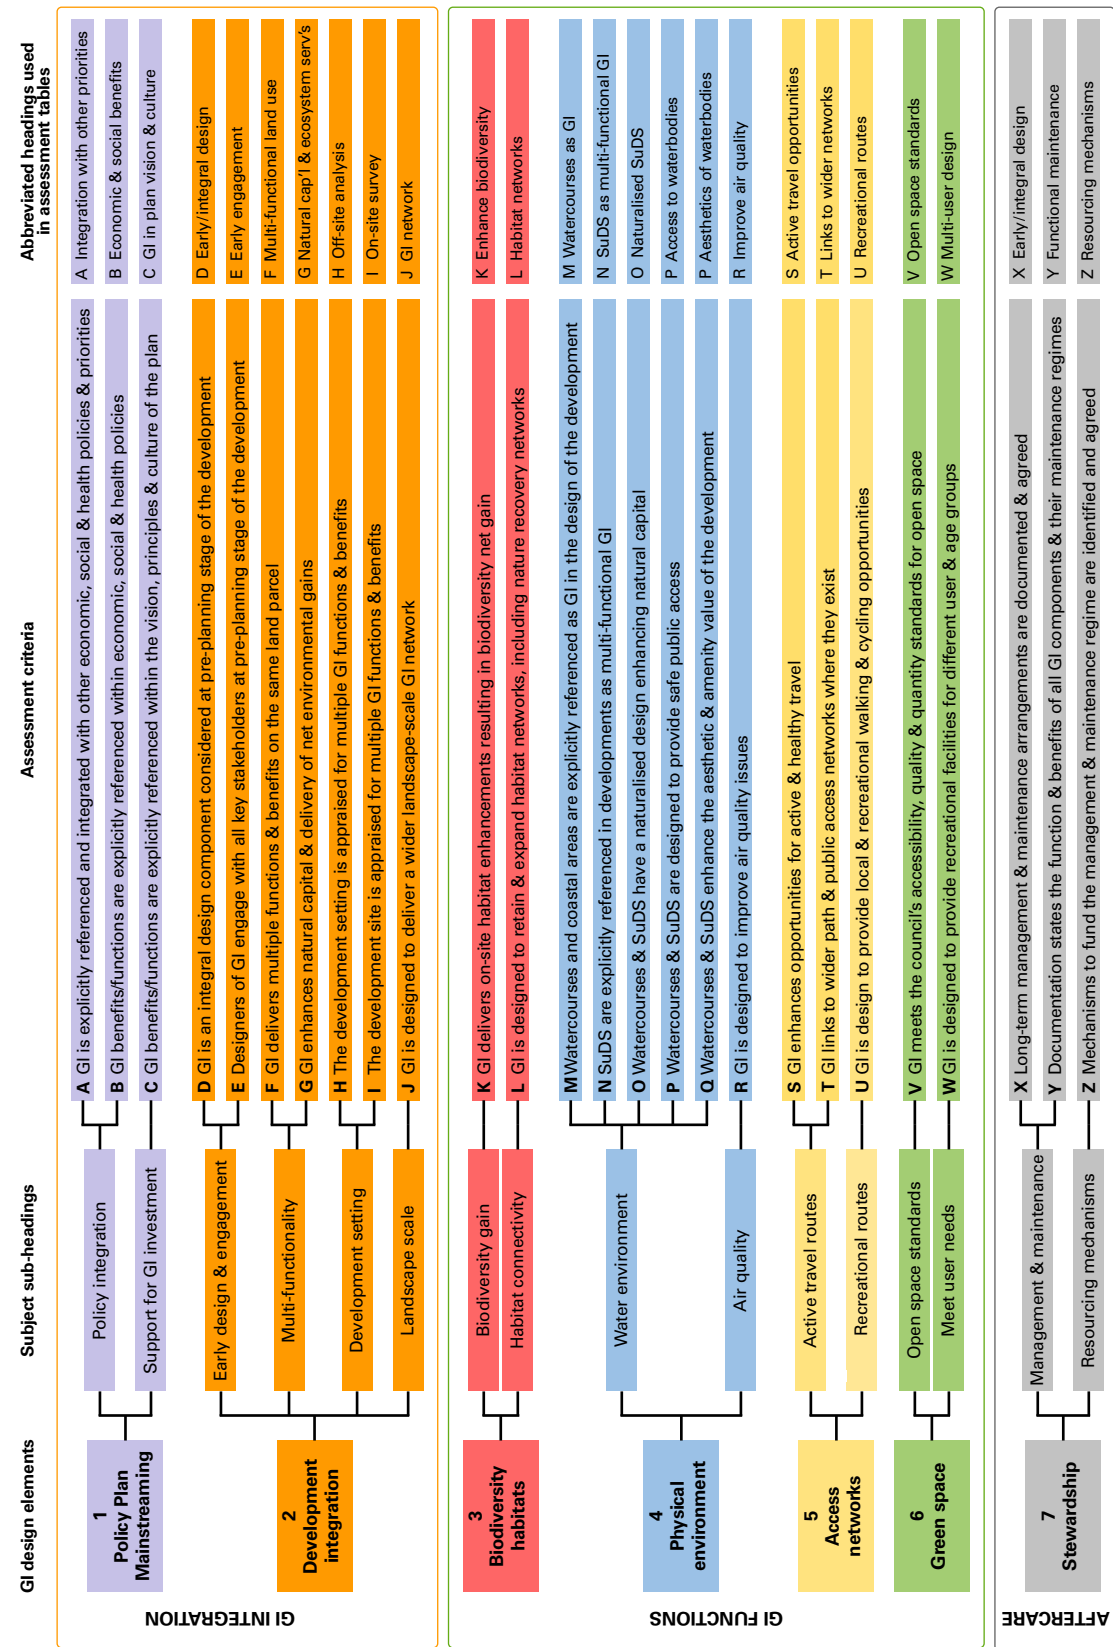 GI design elements
Subject sub-headings
Assessment criteria
Abbreviated headings used
in assessment tables
GI INTEGRATION
1
Policy Plan
Mainstreaming
Policy integration
A GI is explicitly referenced and integrated with other economic, social & health policies & priorities
A Integration with other priorities
B GI benefits/functions are explicitly referenced within economic, social & health policies
B Economic & social benefits
Support for GI investment
C GI benefits/functions are explicitly referenced within the vision, principles & culture of the plan
C GI in plan vision & culture
2
Development
integration
Early design & engagement
D GI is an integral design component considered at pre-planning stage of the development
D Early/integral design
E Designers of GI engage with all key stakeholders at pre-planning stage of the development
E Early engagement
Multi-functionality
F GI delivers multiple functions & benefits on the same land parcel
F Multi-functional land use
G GI enhances natural capital & delivery of net environmental gains
G Natural cap'l & ecosystem serv's
Development setting
H The development setting is appraised for multiple GI functions & benefits
H Off-site analysis
I The development site is appraised for multiple GI functions & benefits
I On-site survey
Landscape scale
J GI is designed to deliver a wider landscape-scale GI network
J GI network
GI FUNCTIONS
3
Biodiversity
habitats
Biodiversity gain
K GI delivers on-site habitat enhancements resulting in biodiversity net gain
K Enhance biodiversity
Habitat connectivity
L GI is designed to retain & expand habitat networks, including nature recovery networks
L Habitat networks
4
Physical
environment
Water environment
M Watercourses and coastal areas are explicitly referenced as GI in the design of the development
M Watercourses as GI
N SuDS are explicitly referenced in developments as multi-functional GI
N SuDS as multi-functional GI
O Watercourses & SuDS have a naturalised design enhancing natural capital
O Naturalised SuDS
P Watercourses & SuDS are designed to provide safe public access
P Access to waterbodies
Q Watercourses & SuDS enhance the aesthetic & amenity value of the development
P Aesthetics of waterbodies
Air quality
R GI is designed to improve air quality issues
R Improve air quality
5
Access
networks
Active travel routes
S GI enhances opportunities for active & healthy travel
S Active travel opportunities
T GI links to wider path & public access networks where they exist
T Links to wider networks
Recreational routes
U GI is design to provide local & recreational walking & cycling opportunities
U Recreational routes
6
Green space
Open space standards
V GI meets the council's accessibility, quality & quantity standards for open space
V Open space standards
Meet user needs
W GI is designed to provide recreational facilities for different user & age groups
W Multi-user design
AFTERCARE
7
Stewardship
Management & maintenance
X Long-term management & maintenance arrangements are documented & agreed
X Early/integral design
Y Documentation states the function & benefits of all GI components & their maintenance regimes
Y Functional maintenance
Resourcing mechanisms
Z Mechanisms to fund the management & maintenance regime are identified and agreed
Z Resourcing mechanisms